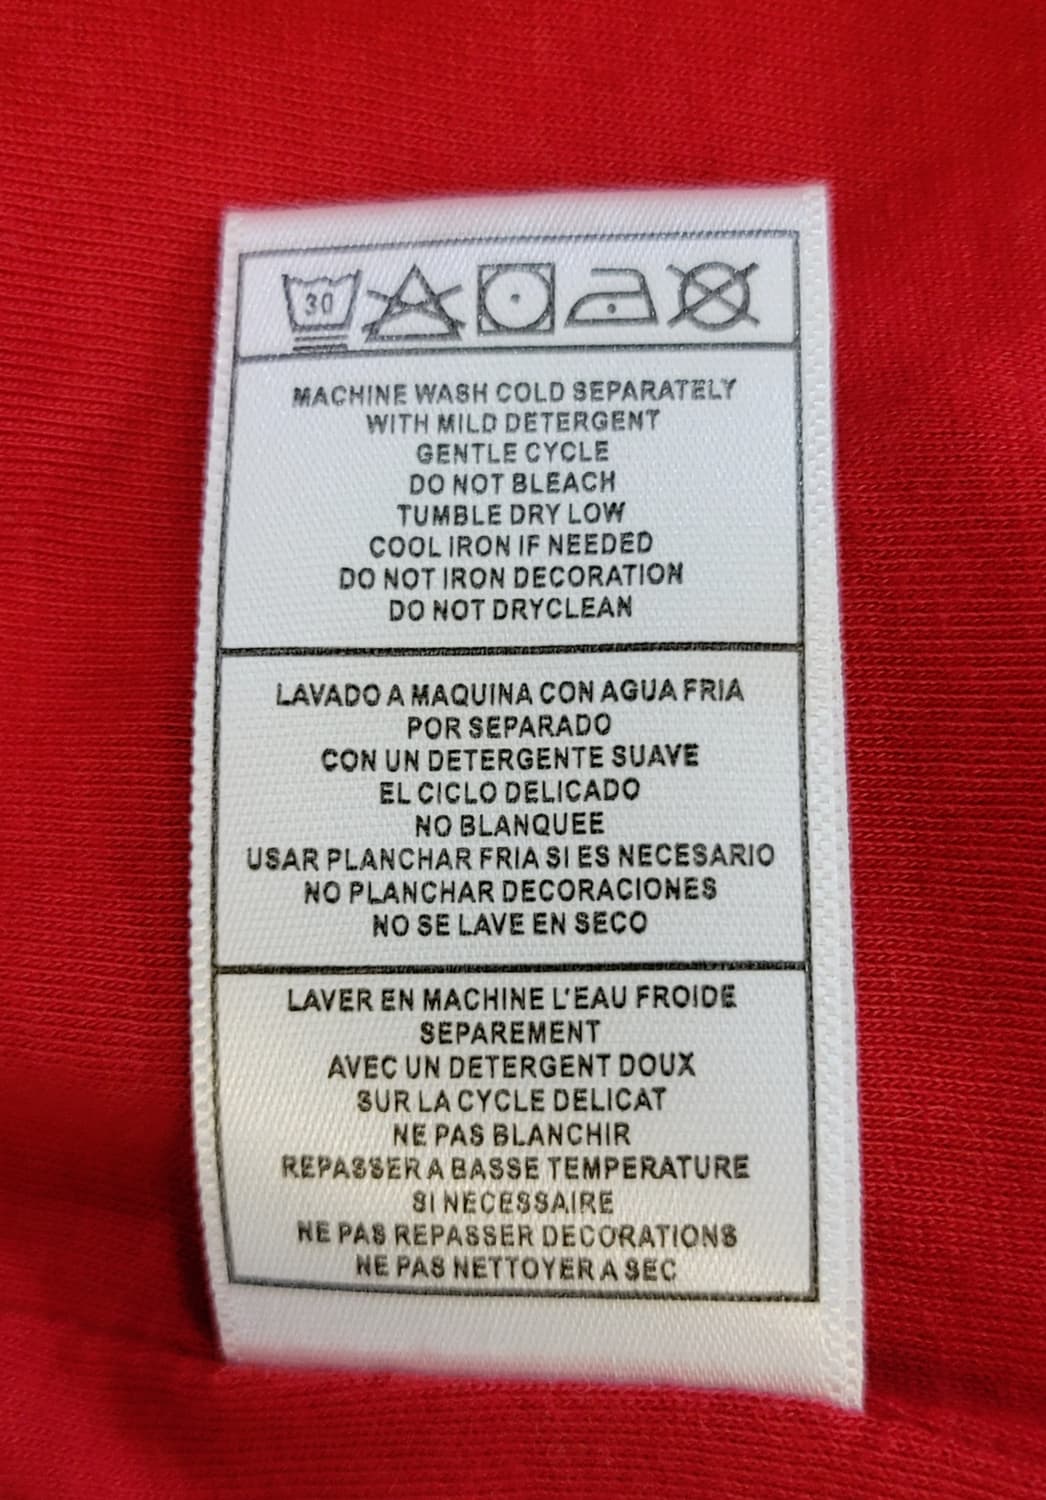 30
MACHINE WASH COLD SEPARATELY
WITH MILD DETERGENT
GENTLE CYCLE
DO NOT BLEACH
TUMBLE DRY LOW
COOL IRON IF NEEDED
DO NOT IRON DECORATION
DO NOT DRYCLEAN
LAVADO A MAQUINA CON AGUA FRIA
POR SEPARADO
CON UN DETERGENTE SUAVE
EL CICLO DELICADO
NO BLANQUEE
USAR PLANCHAR FRIA SI ES NECESARIO
NO PLANCHAR DECORACIONES
NO SE LAVE EN SECO
LAVER EN MACHINE L'EAU FROIDE
SEPAREMENT
AVEC UN DETERGENT DOUX
SUR LA CYCLE DELICAT
NE PAS BLANCHIR
REPASSER A BASSE TEMPERATURE
SI NECESSAIRE
NE PAS REPASSER DECORATIONS
NE PAS NETTOYER A SEC